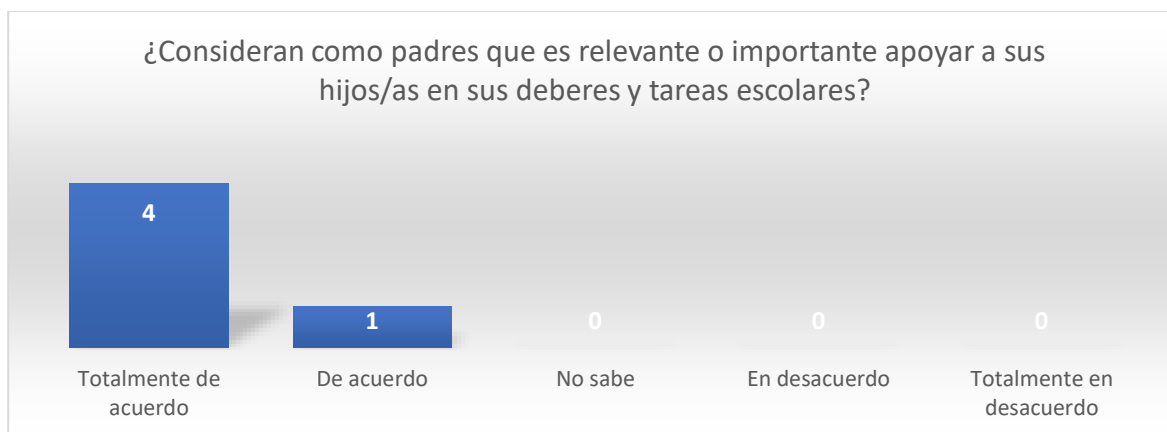 ¿Consideran como padres que es relevante o importante apoyar a sus
hijos/as en sus deberes y tareas escolares?
4
1
0
0
0
Totalmente de
acuerdo
De acuerdo
No sabe
En desacuerdo
Totalmente en
desacuerdo